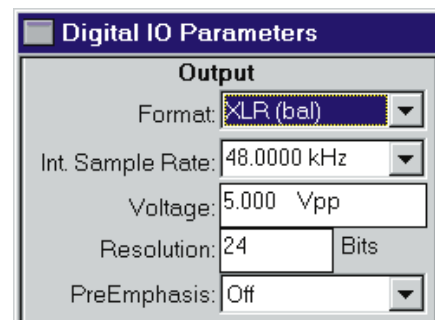 Digital IO Parameters
Output
Format: XLR (bal)
Int. Sample Rate: 48.0000 kHz
Voltage: 5.000 Vpp
Resolution: 24 Bits
PreEmphasis: Off